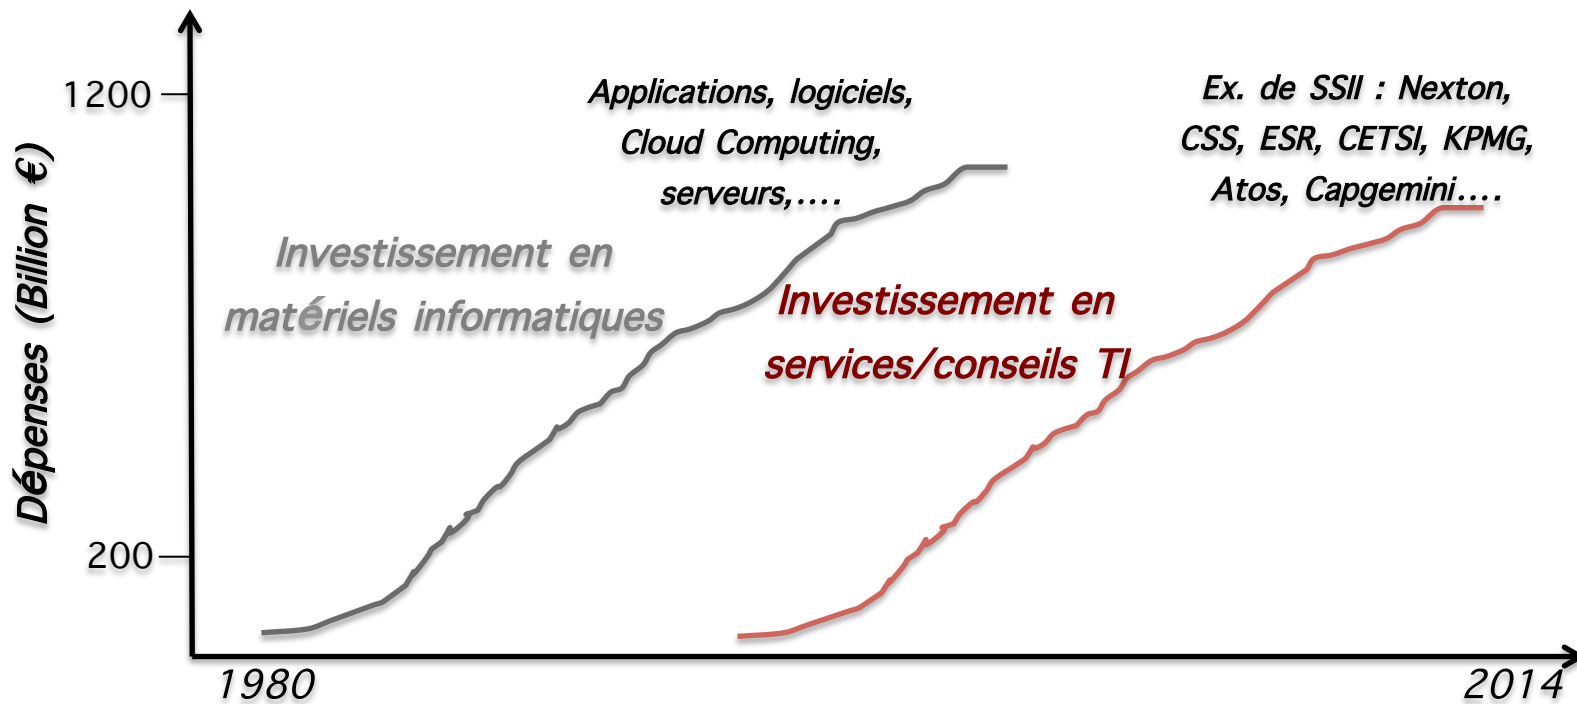 Dépenses (Billion €)
1200
200
Applications, logiciels,
Cloud Computing,
serveurs,....
Ex. de SSII : Nexton,
CSS, ESR, CETSI, KPMG,
Atos, Capgemini....
Investissement en
matériels informatiques
Investissement en
services/conseils TI
1980
2014